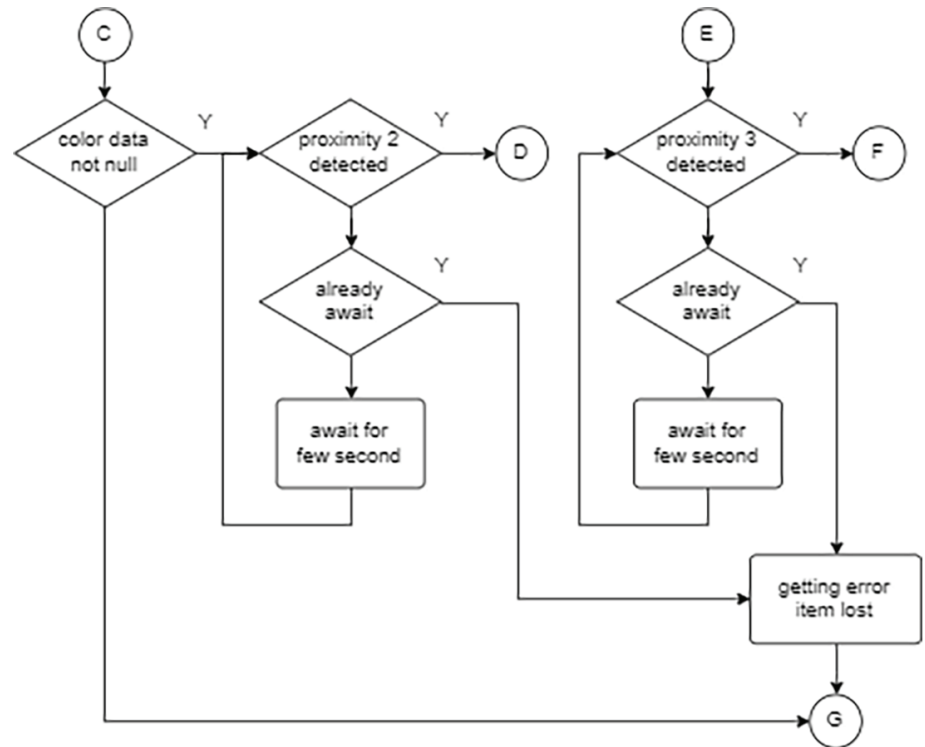 C
E
color data
not null
Y
proximity 2
detected
Y
D
proximity 3
detected
Y
F
already
await
Y
already
await
Y
await for
few second
await for
few second
getting error
item lost
G